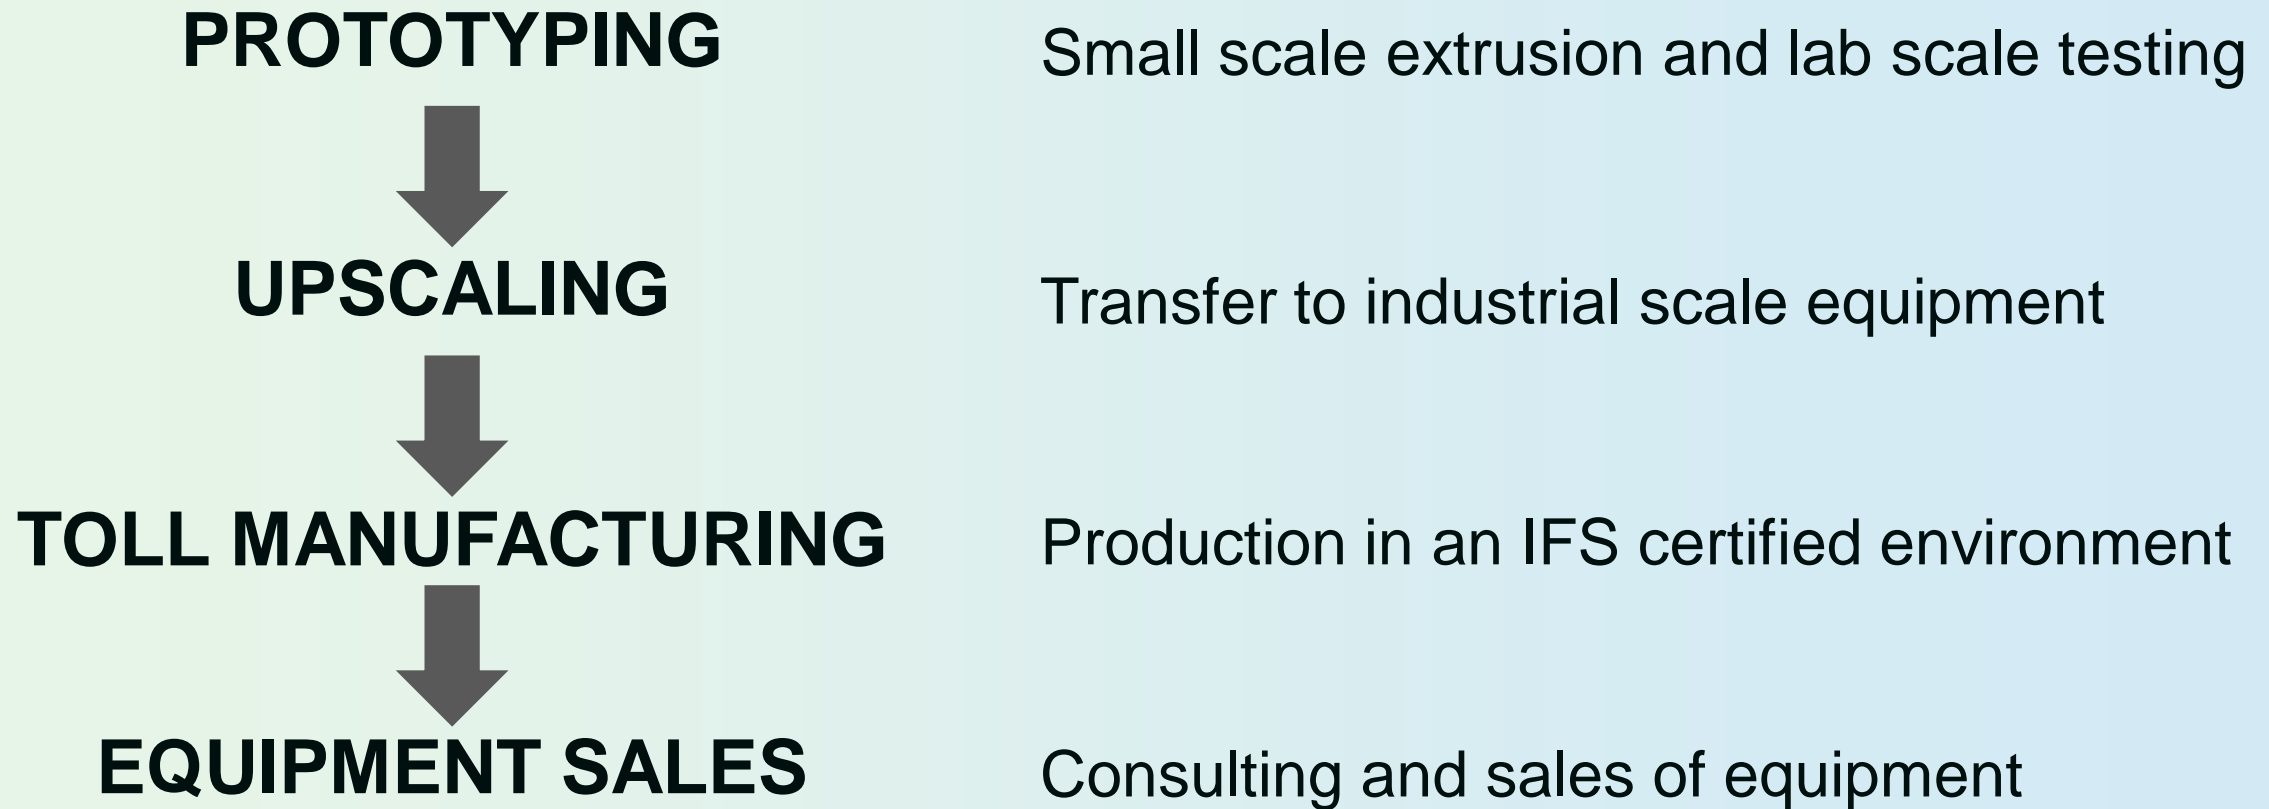 PROTOTYPING
Small scale extrusion and lab scale testing
UPSCALING
Transfer to industrial scale equipment
TOLL MANUFACTURING
Production in an IFS certified environment
EQUIPMENT SALES
Consulting and sales of equipment